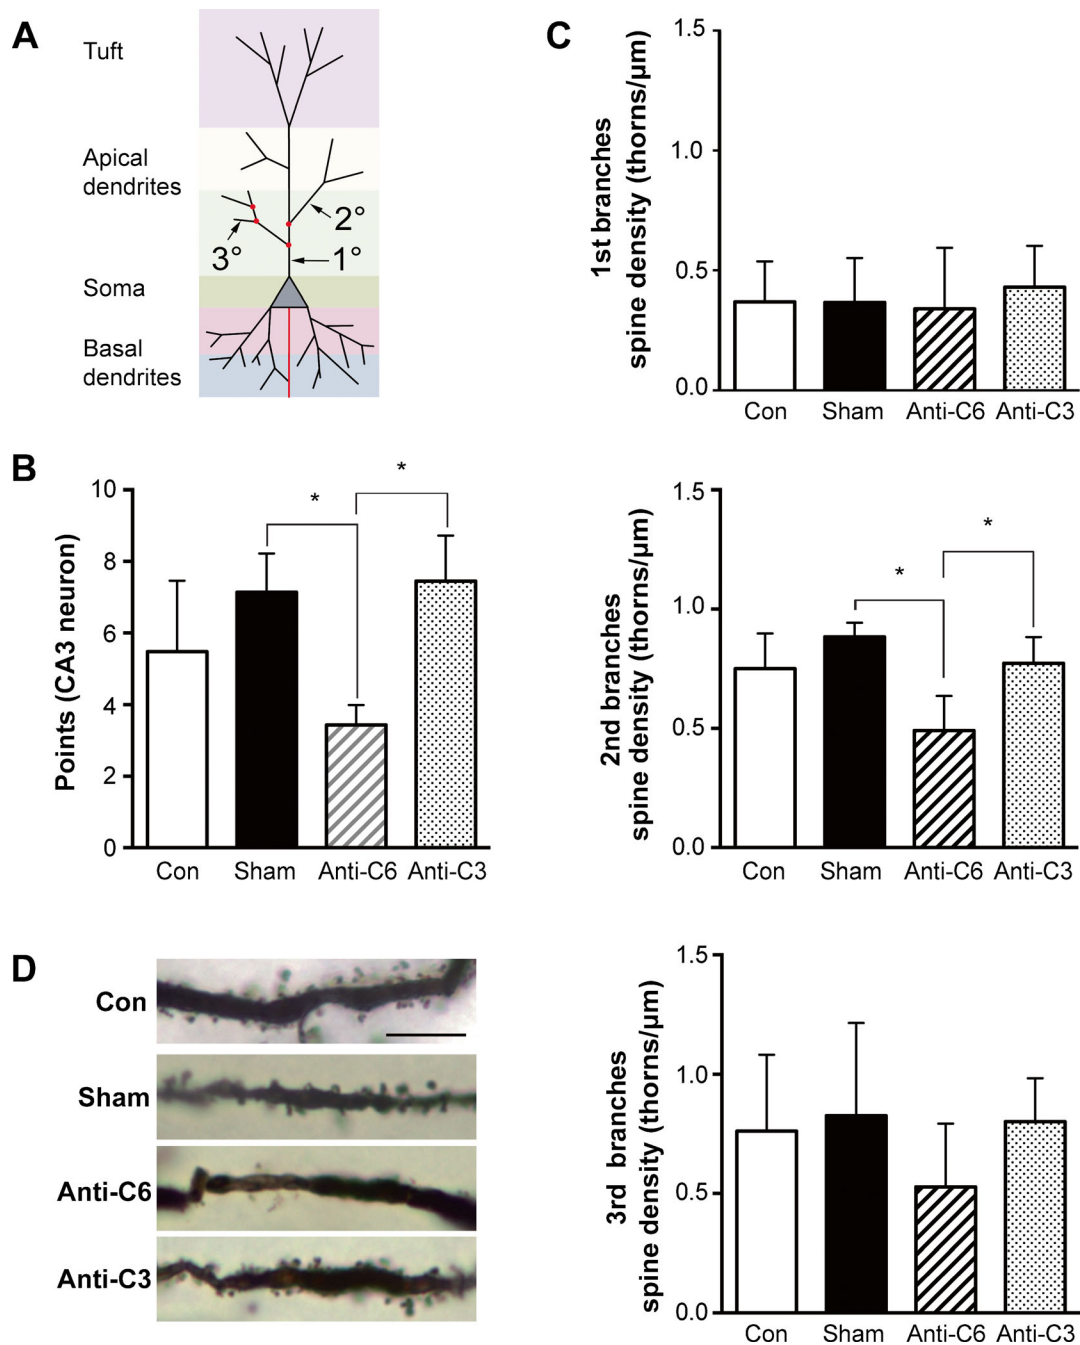 A
Tuft
Apical
dendrites
2°
3°
1°
Soma
Basal
dendrites
B
Points (CA3 neuron)
10
8
6
4
2
0
*
*
Con Sham Anti-C6 Anti-C3
C
1st branches
spine density (thorns/µm)
1.5
1.0
0.5
0.0
Con Sham Anti-C6 Anti-C3
2nd branches
spine density (thorns/µm)
1.5
1.0
0.5
0.0
*
*
Con Sham Anti-C6 Anti-C3
3rd branches
spine density (thorns/µm)
1.5
1.0
0.5
0.0
Con Sham Anti-C6 Anti-C3
D
Con
Sham
Anti-C6
Anti-C3